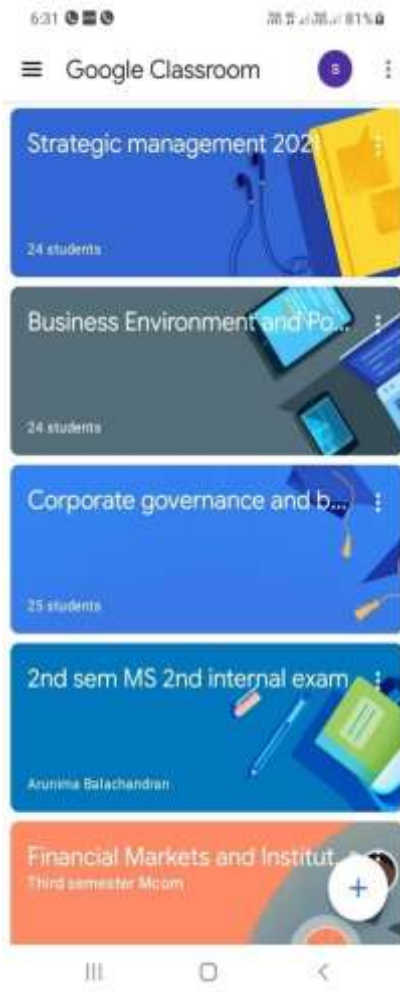 6:31
81%
Google Classroom
S
Strategic management 2021
24 students
Business Environment and Po...
24 students
Corporate governance and b...
25 students
2nd sem MS 2nd internal exam
Arunima Balachandran
Financial Markets and Institut...
Third semester Mcom